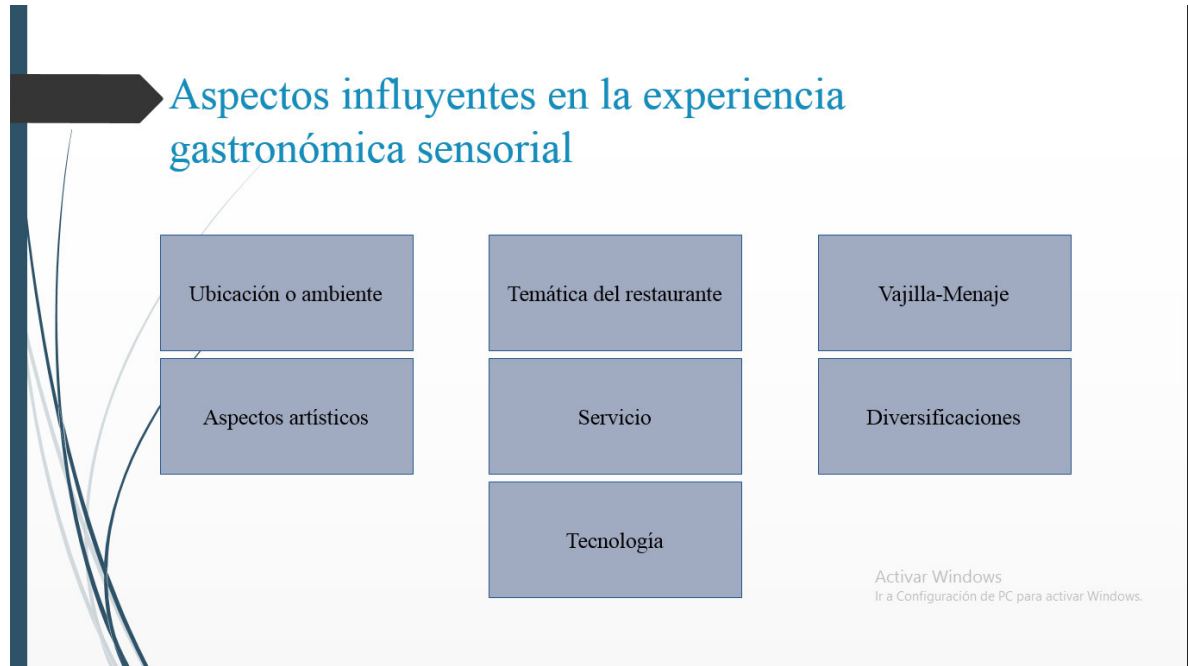 Aspectos influyentes en la experiencia
gastronómica sensorial
Ubicación o ambiente
Temática del restaurante
Vajilla-Menaje
Aspectos artísticos
Servicio
Diversificaciones
Tecnología
Activar Windows
Ir a Configuración de PC para activar Windows.